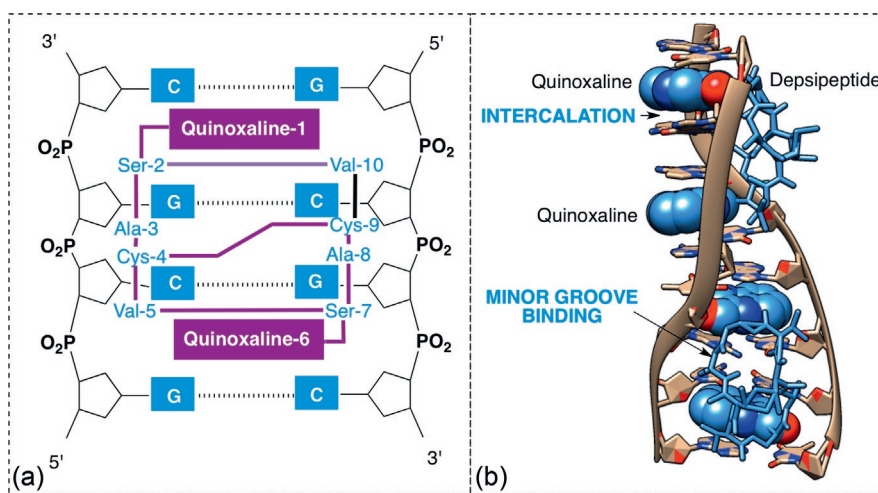 3'
5'
C
G
Quinoxaline-1
O₂P
PO₂
Ser-2
Val-10
G
C
Ala-3
Cys-9
Cys-4
Ala-8
O₂P
PO₂
C
G
Val-5
Ser-7
Quinoxaline-6
O₂P
PO₂
G
C
5'
3'
(a)
Quinoxaline
Depsipeptide
INTERCALATION
Quinoxaline
MINOR GROOVE
BINDING
(b)